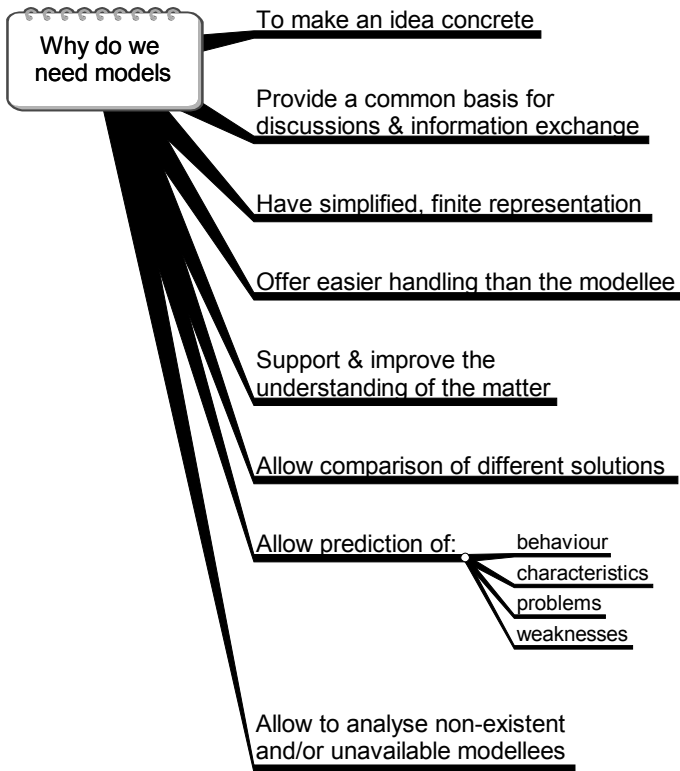 Why do we
need models
To make an idea concrete
Provide a common basis for
discussions & information exchange
Have simplified, finite representation
Offer easier handling than the modellee
Support & improve the
understanding of the matter
Allow comparison of different solutions
Allow prediction of:
behaviour
characteristics
problems
weaknesses
Allow to analyse non-existent
and/or unavailable modellees